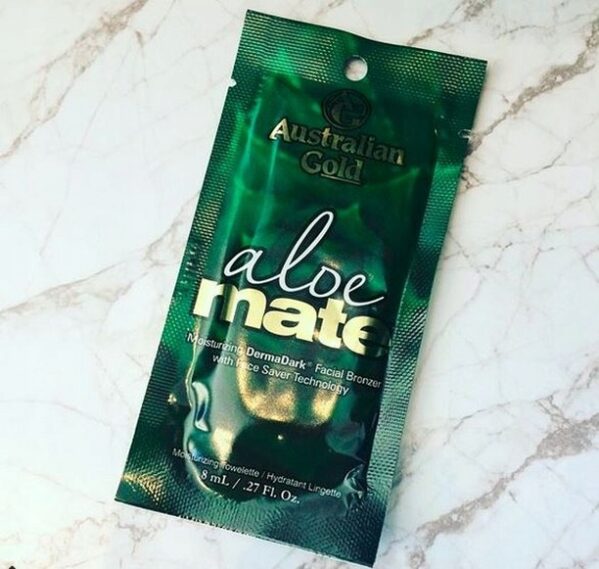 Australian
Gold
aloe
mate
Moisturizing DermaDark® Facial Bronzer
with Face Saver Technology
Moisturizing Towelette / Hydratant Lingette
8 mL / .27 Fl. Oz.